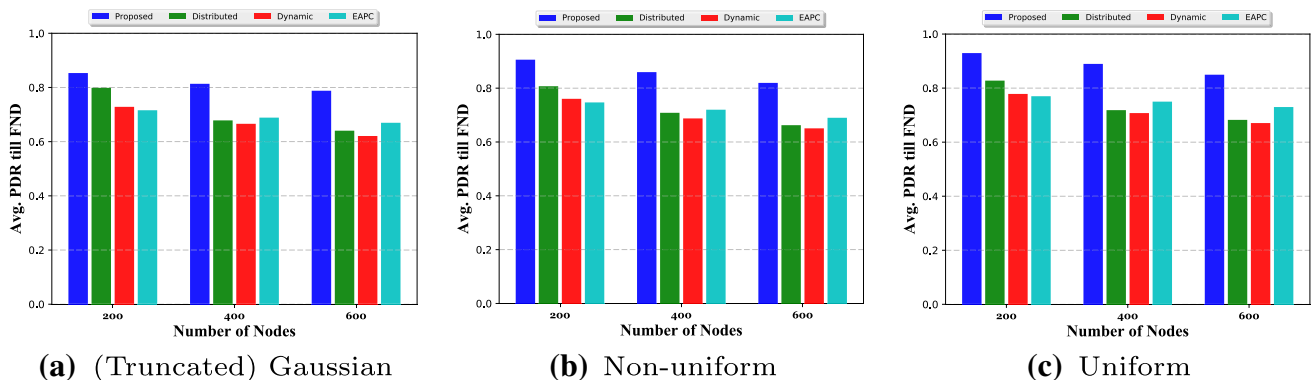 Proposed Distributed Dynamic EAPC
1.0
0.8
0.6
0.4
0.2
0.0
Avg. PDR till FND
200 400 600
Number of Nodes
(a) (Truncated) Gaussian
Proposed Distributed Dynamic EAPC
1.0
0.8
0.6
0.4
0.2
0.0
Avg. PDR till FND
200 400 600
Number of Nodes
(b) Non-uniform
Proposed Distributed Dynamic EAPC
1.0
0.8
0.6
0.4
0.2
0.0
Avg. PDR till FND
200 400 600
Number of Nodes
(c) Uniform